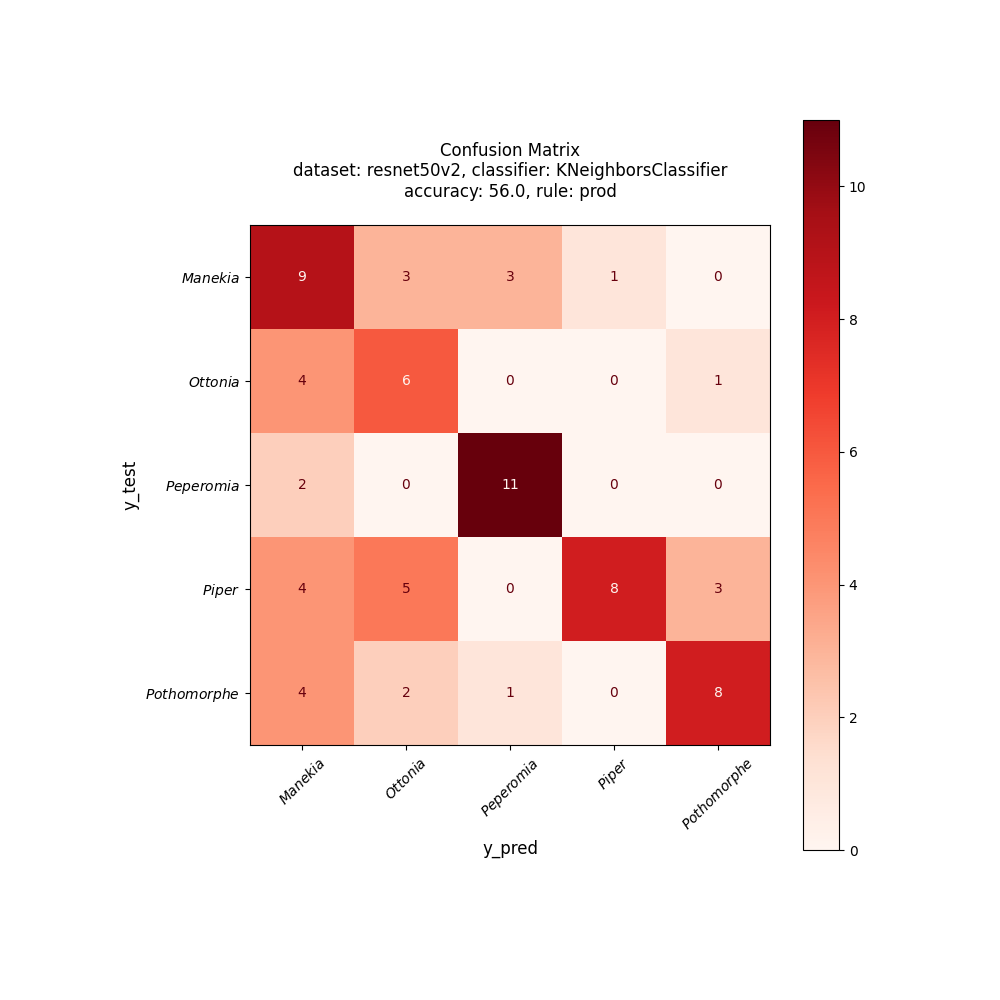 Confusion Matrix
dataset: resnet50v2, classifier: KNeighborsClassifier
accuracy: 56.0, rule: prod
Manekia 9 3 3 1 0
Ottonia 4 6 0 0 1
Peperomia 2 0 11 0 0
Piper 4 5 0 8 3
Pothomorphe 4 2 1 0 8
y_test
Manekia Ottonia Peperomia Piper Pothomorphe
y_pred
10
8
6
4
2
0